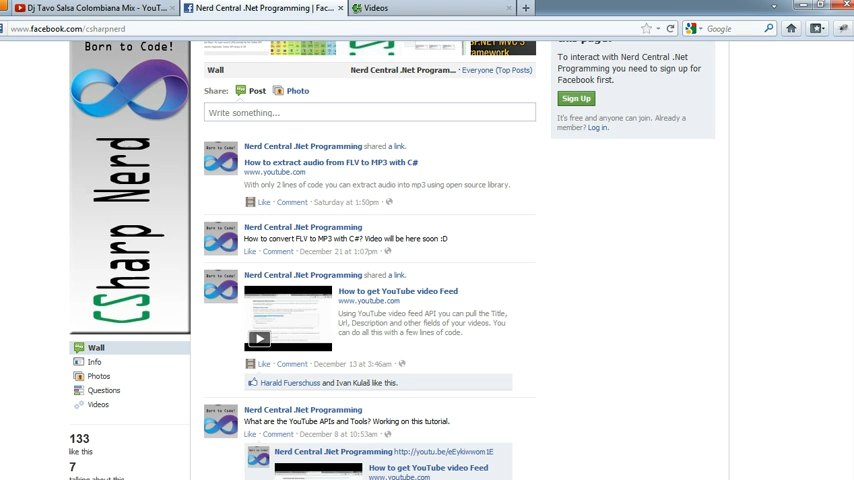 Dj Tavo Salsa Colombiana Mix - YouT...
Nerd Central .Net Programming | Fac...
Videos
www.facebook.com/csharpnerd
Google
Born to Code!
CSharp Nerd
Wall
Info
Photos
Questions
Videos
133
like this
7
talking about this
Wall
Nerd Central .Net Program... · Everyone (Top Posts)
Share: Post Photo
Write something...
Nerd Central .Net Programming shared a link.
How to extract audio from FLV to MP3 with C#
www.youtube.com
With only 2 lines of code you can extract audio into mp3 using open source library.
Like · Comment · Saturday at 1:50pm ·
Nerd Central .Net Programming
How to convert FLV to MP3 with C#? Video will be here soon :D
Like · Comment · December 21 at 1:07pm ·
Nerd Central .Net Programming shared a link.
How to get YouTube video Feed
www.youtube.com
Using YouTube video feed API you can pull the Title,
Url, Description and other fields of your videos. You
can do all this with a few lines of code.
Like · Comment · December 13 at 3:46am ·
Harald Fuerschuss and Ivan Kulaš like this.
Nerd Central .Net Programming
What are the YouTube APIs and Tools? Working on this tutorial.
Like · Comment · December 8 at 10:53am ·
Nerd Central .Net Programming http://youtu.be/eEykiwwom1E
How to get YouTube video Feed
www.youtube.com
To interact with Nerd Central .Net
Programming you need to sign up for
Facebook first.
Sign Up
It's free and anyone can join. Already a
member? Log in.